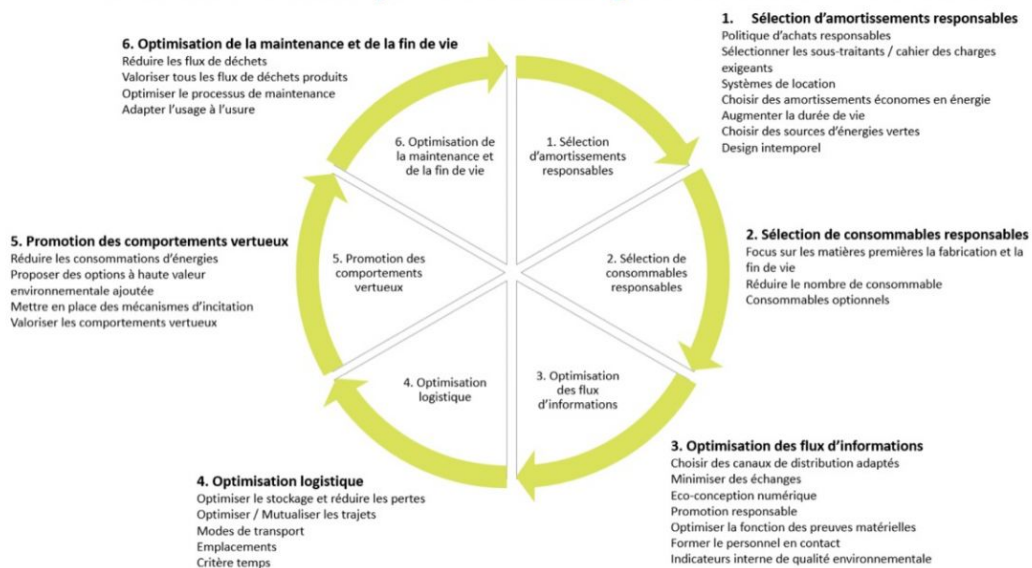 1. Sélection d'amortissements responsables
Politique d'achats responsables
Sélectionner les sous-traitants / cahier des charges
exigeants
Systèmes de location
Choisir des amortissements économes en énergie
Augmenter la durée de vie
Choisir des sources d'énergies vertes
Design intemporel
6. Optimisation de la maintenance et de la fin de vie
Réduire les flux de déchets
Valoriser tous les flux de déchets produits
Optimiser le processus de maintenance
Adapter l'usage à l'usure
6. Optimisation de
la maintenance et
de la fin de vie
1. Sélection
d'amortissements
responsables
5. Promotion des comportements vertueux
Réduire les consommations d'énergies
Proposer des options à haute valeur
environnementale ajoutée
Mettre en place des mécanismes d'incitation
Valoriser les comportements vertueux
5. Promotion des
comportements
vertueux
2. Sélection de
consommables
responsables
2. Sélection de consommables responsables
Focus sur les matières premières la fabrication et la
fin de vie
Réduire le nombre de consommable
Consommables optionnels
4. Optimisation
logistique
3. Optimisation
des flux
d'informations
3. Optimisation des flux d'informations
Choisir des canaux de distribution adaptés
Minimiser des échanges
Eco-conception numérique
Promotion responsable
Optimiser la fonction des preuves matérielles
Former le personnel en contact
Indicateurs interne de qualité environnementale
4. Optimisation logistique
Optimiser le stockage et réduire les pertes
Optimiser / Mutualiser les trajets
Modes de transport
Emplacements
Critère temps